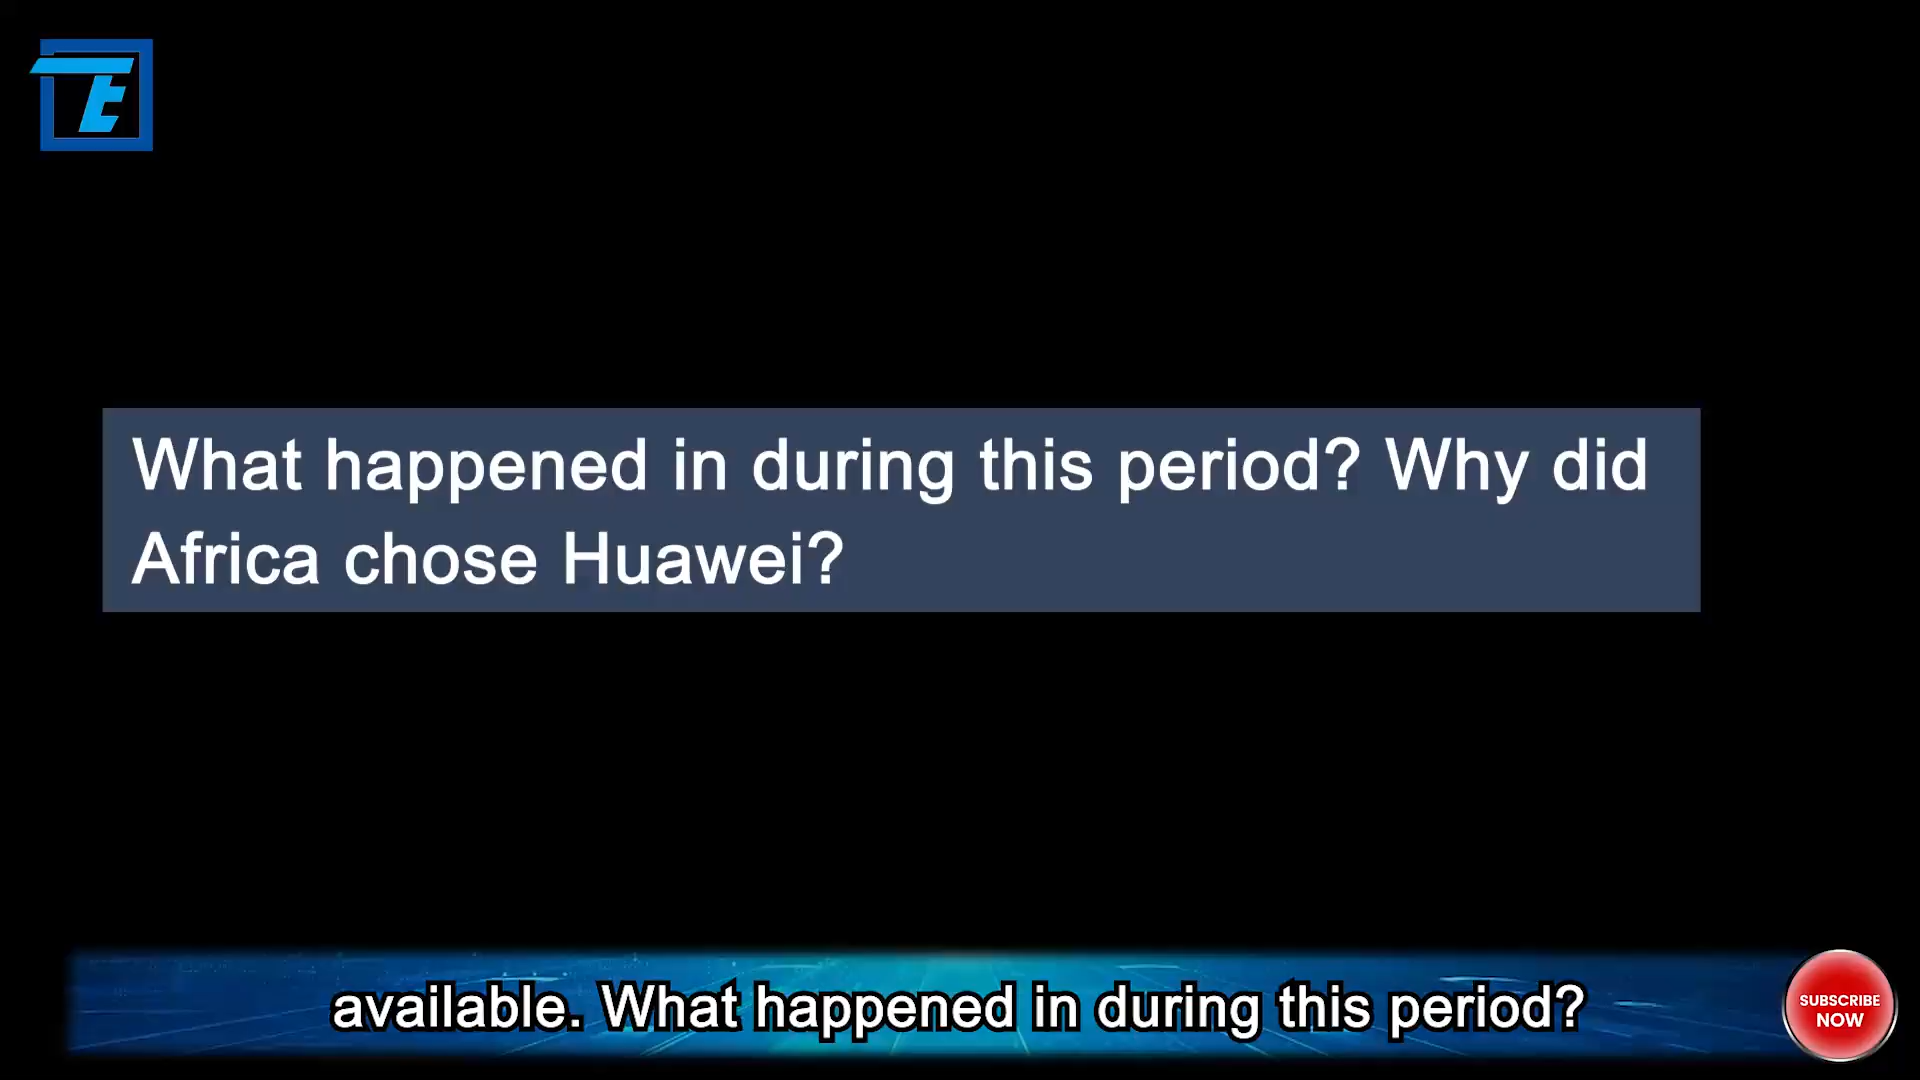 TE
What happened in during this period? Why did
Africa chose Huawei?
available. What happened in during this period?
SUBSCRIBE
NOW